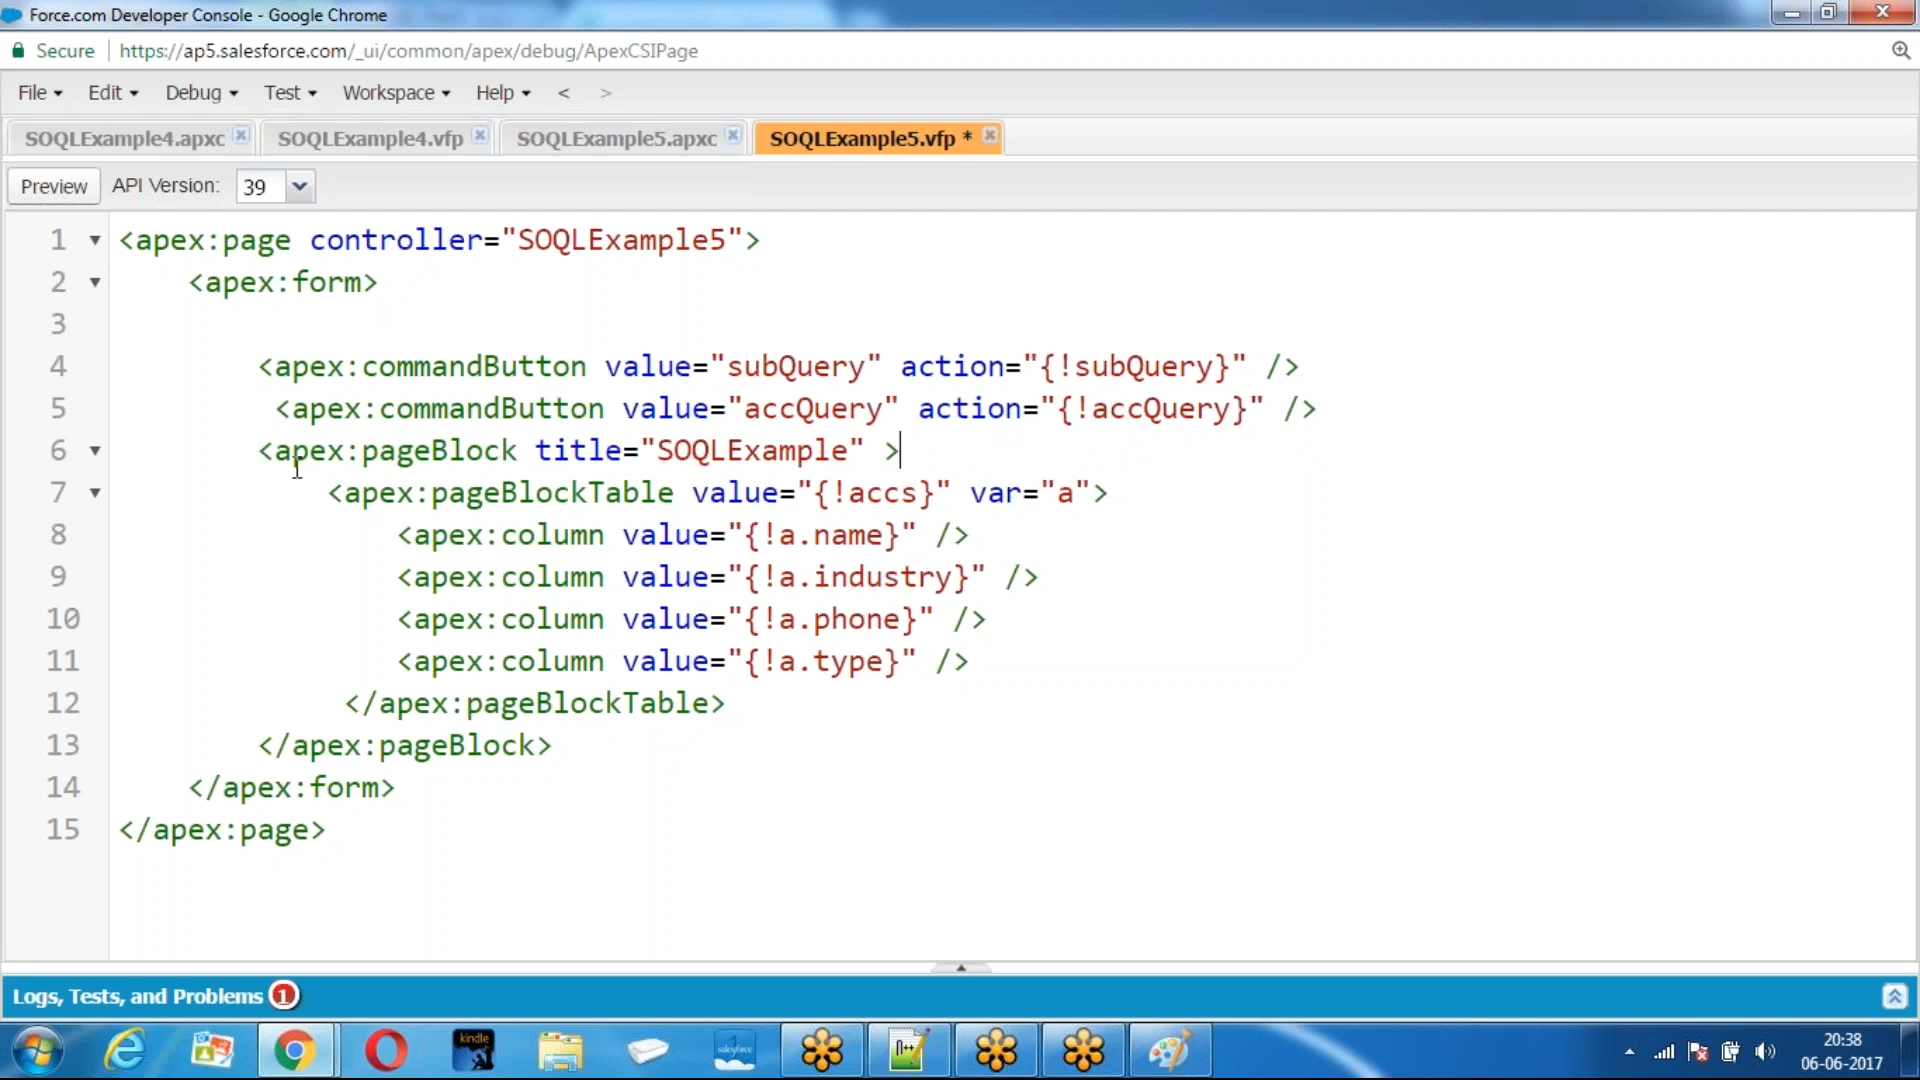 Force.com Developer Console - Google Chrome
Secure https://ap5.salesforce.com/_ui/common/apex/debug/ApexCSIPage
File Edit Debug Test Workspace Help < >
SOQLExample4.apxc SOQLExample4.vfp SOQLExample5.apxc SOQLExample5.vfp *
Preview API Version: 39
1 <apex:page controller="SOQLExample5">
2 <apex:form>
3
4 <apex:commandButton value="subQuery" action="{!subQuery}" />
5 <apex:commandButton value="accQuery" action="{!accQuery}" />
6 <apex:pageBlock title="SOQLExample" >
7 <apex:pageBlockTable value="{!accs}" var="a">
8 <apex:column value="{!a.name}" />
9 <apex:column value="{!a.industry}" />
10 <apex:column value="{!a.phone}" />
11 <apex:column value="{!a.type}" />
12 </apex:pageBlockTable>
13 </apex:pageBlock>
14 </apex:form>
15 </apex:page>
Logs, Tests, and Problems 1
kindle
salesforce
20:38
06-06-2017